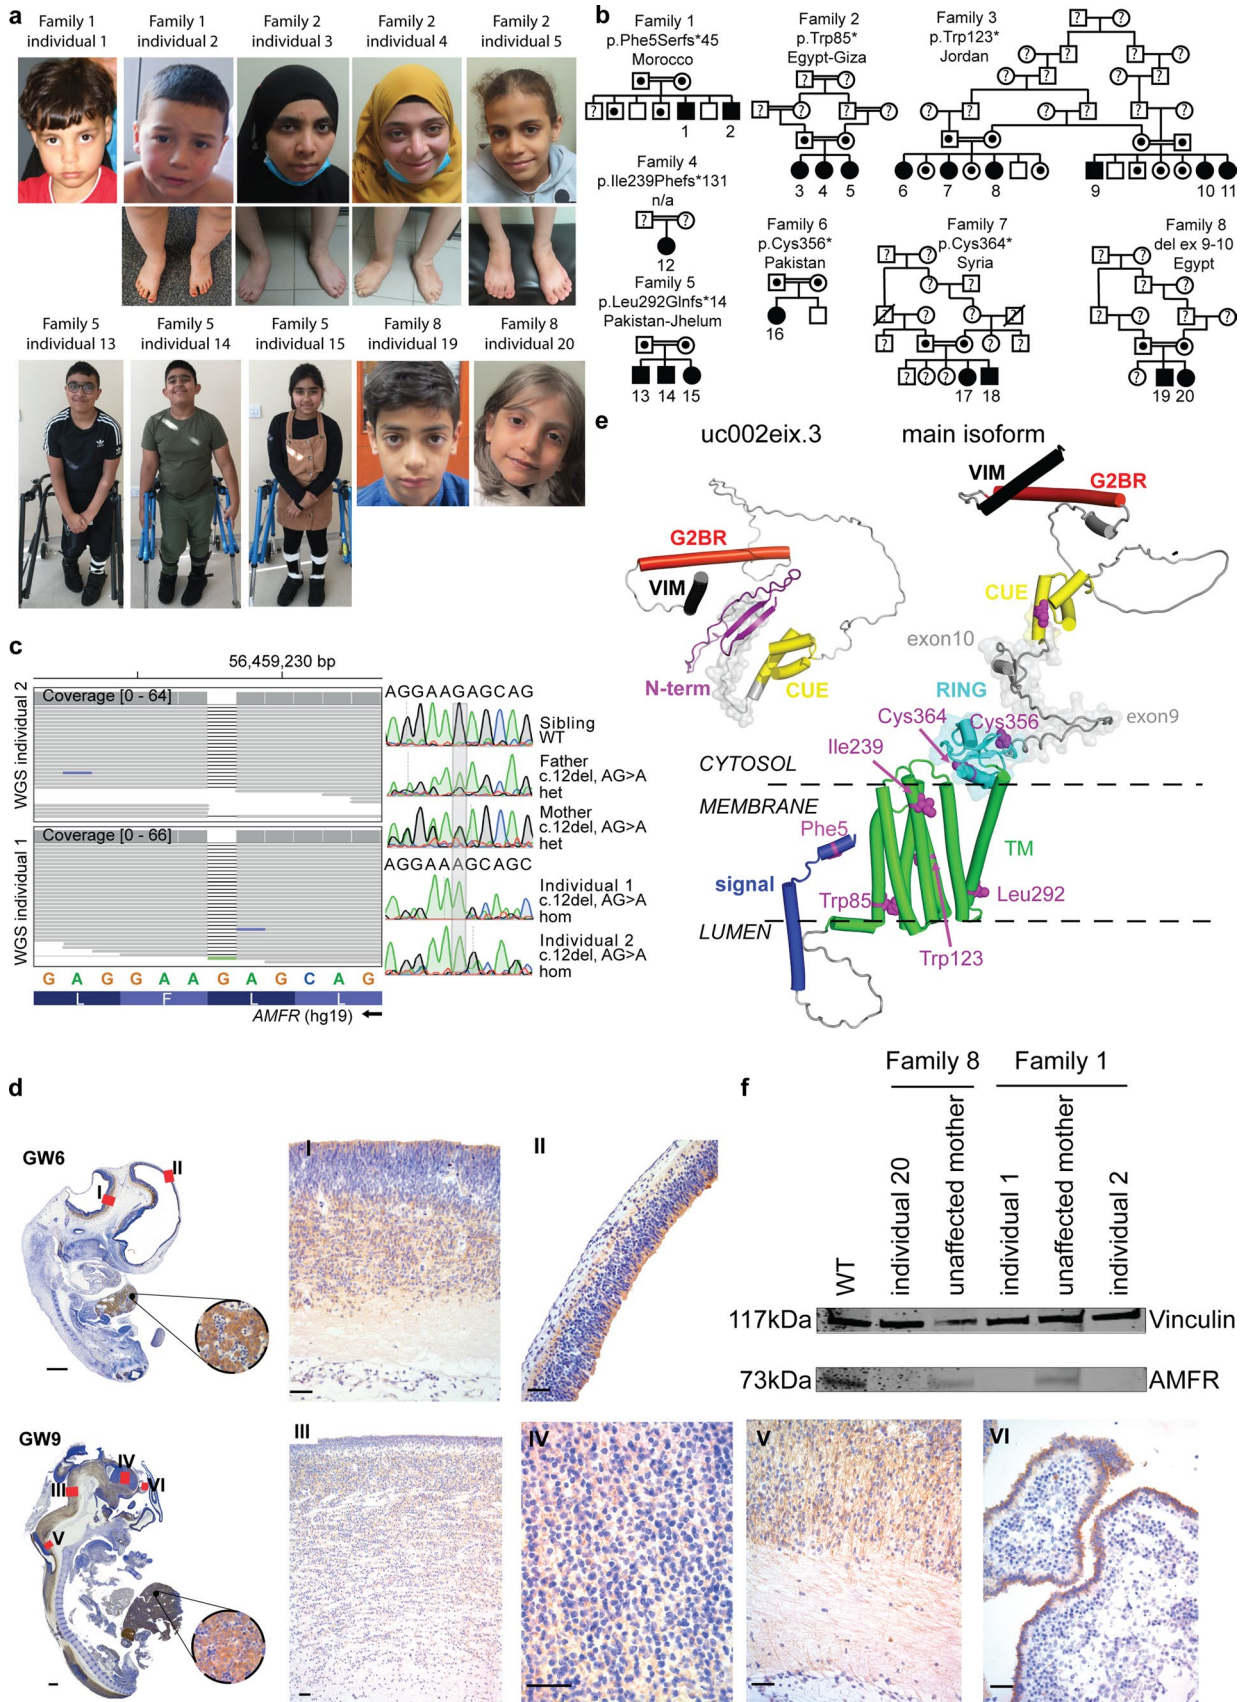 a
Family 1
individual 1
Family 1
individual 2
Family 2
individual 3
Family 2
individual 4
Family 2
individual 5
Family 5
individual 13
Family 5
individual 14
Family 5
individual 15
Family 8
individual 19
Family 8
individual 20
b
Family 1
p.Phe5Serfs*45
Morocco
? ?
1 2
Family 2
p.Trp85*
Egypt-Giza
? ?
? ? ? ?
3 4 5
Family 3
p.Trp123*
Jordan
? ?
? ? ? ?
? ? ? ?
? ? ? ?
?
6 7 8
9 10 11
Family 4
p.Ile239Phefs*131
n/a
? ?
12
Family 5
p.Leu292Glnfs*14
Pakistan-Jhelum
13 14 15
Family 6
p.Cys356*
Pakistan
16
Family 7
p.Cys364*
Syria
? ?
? ?
? ? ? ?
? ? ?
? ? ?
17 18
Family 8
del ex 9-10
Egypt
? ?
? ?
? ? ? ?
?
19 20
c
56,459,230 bp
WGS individual 2
Coverage [0 - 64]
WGS individual 1
Coverage [0 - 66]
G A G G A A G A G C A G
L F L L
AMFR (hg19)
AGGAAGAGCAG
Sibling
WT
Father
c.12del, AG>A
het
Mother
c.12del, AG>A
het
AGGAAAGCAGC
Individual 1
c.12del, AG>A
hom
Individual 2
c.12del, AG>A
hom
e
uc002eix.3
main isoform
VIM
G2BR
G2BR
VIM
CUE
N-term
CUE
exon10
RING
Cys364
Cys356
exon9
Ile239
CYTOSOL
MEMBRANE
Phe5
TM
signal
Trp85
Leu292
LUMEN
Trp123
d
GW6
I
II
I
II
GW9
III
IV
VI
V
III
IV
V
VI
f
Family 8
Family 1
WT
individual 20
unaffected mother
individual 1
unaffected mother
individual 2
117kDa
Vinculin
73kDa
AMFR